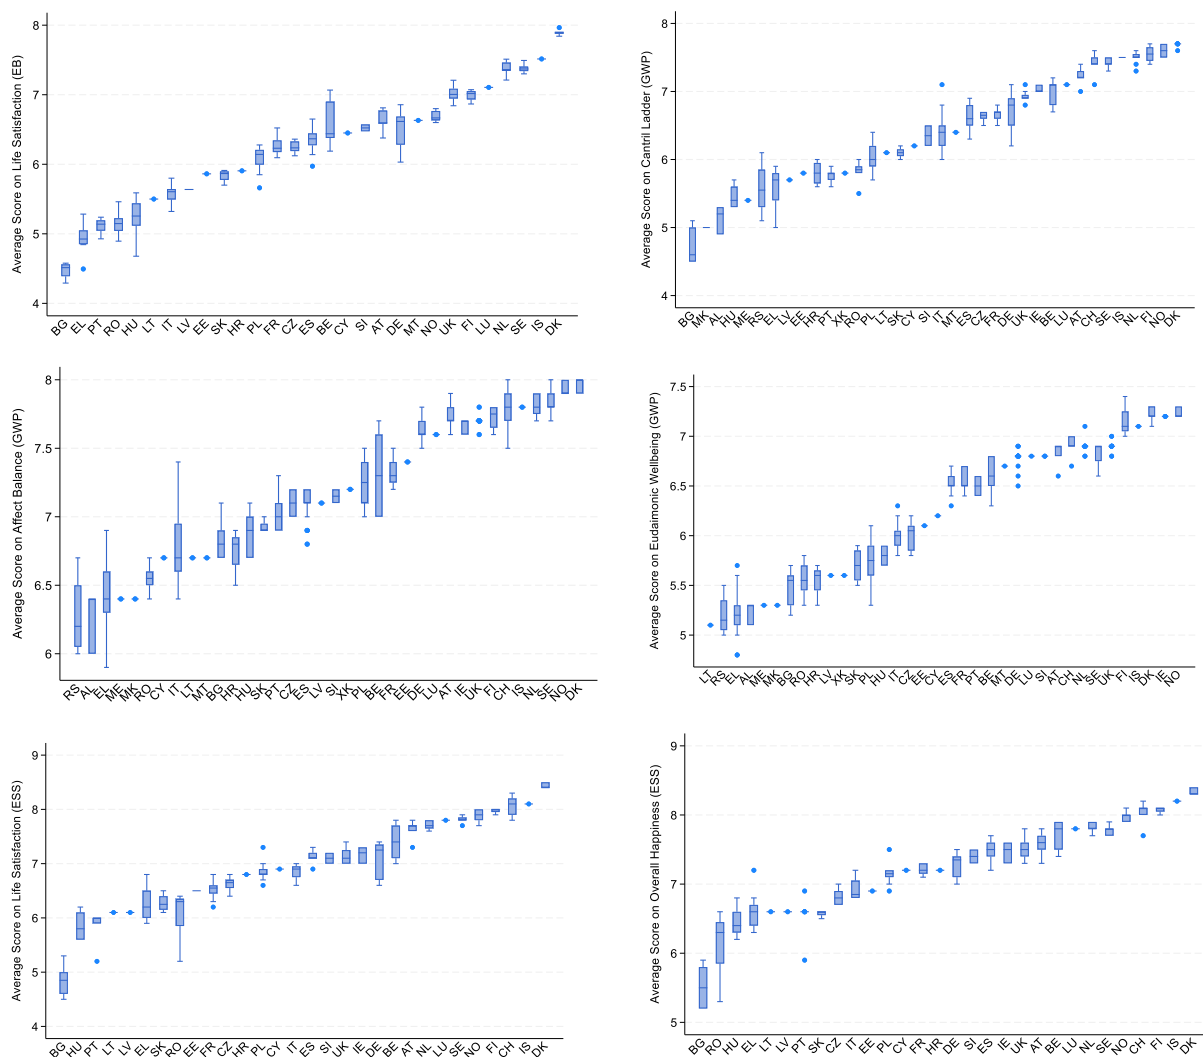 Average Score on Life Satisfaction (EB)
8
7
6
5
4
BG EL PT RO HU LT IT LV EE SK HR PL FR CZ ES BE CY SI AT DE MT NO UK FI LU NL SE IS DK
Average Score on Cantril Ladder (GWP)
8
7
6
5
4
BG MK AL HU ME RS EL LV EE HR PT XK RO PL LT SK CY SI IT MT ES CZ FR DE UK IE BE LU AT CH SE IS NL FI NO DK
Average Score on Affect Balance (GWP)
8
7.5
7
6.5
6
RS AL EL ME MK RO CY IT LT MT BG HR HU SK PT CZ ES LV SI XK PL BE FR EE DE LU AT IE UK FI CH IS NL SE NO DK
Average Score on Eudaimonic Wellbeing (GWP)
7.5
7
6.5
6
5.5
5
LT RS EL AL ME MK BG RO HR LV XK SK PL HU IT CZ EE CY ES FR PT BE MT DE LU SI AT CH NL SE UK FI IS DK IE NO
Average Score on Life Satisfaction (ESS)
9
8
7
6
5
4
BG HU PT LT LV EL SK RO EE FR CZ HR PL CY IT ES SI UK IE DE BE AT NL LU SE NO FI CH IS DK
Average Score on Overall Happiness (ESS)
9
8
7
6
5
BG RO HU EL LT LV PT SK CZ IT EE PL CY FR HR DE SI ES IE UK AT BE LU NL SE NO CH FI IS DK